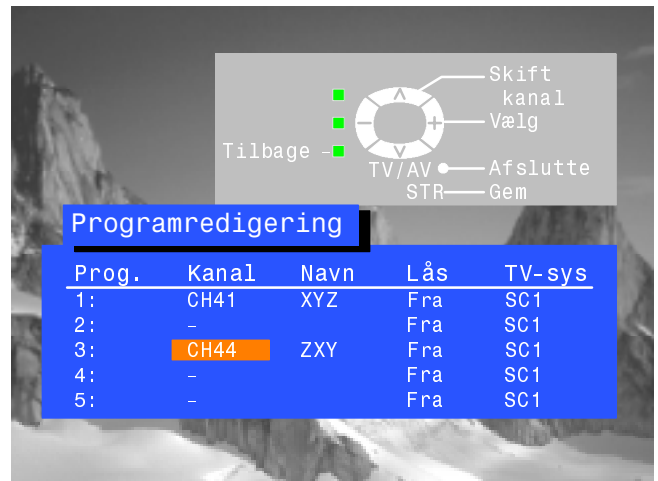 Skift
kanal
Vælg
Tilbage
TV/AV Afslutte
STR Gem
Programredigering
Prog. Kanal Navn Lås TV-sys
1: CH41 XYZ Fra SC1
2: – Fra SC1
3: CH44 ZXY Fra SC1
4: – Fra SC1
5: – Fra SC1